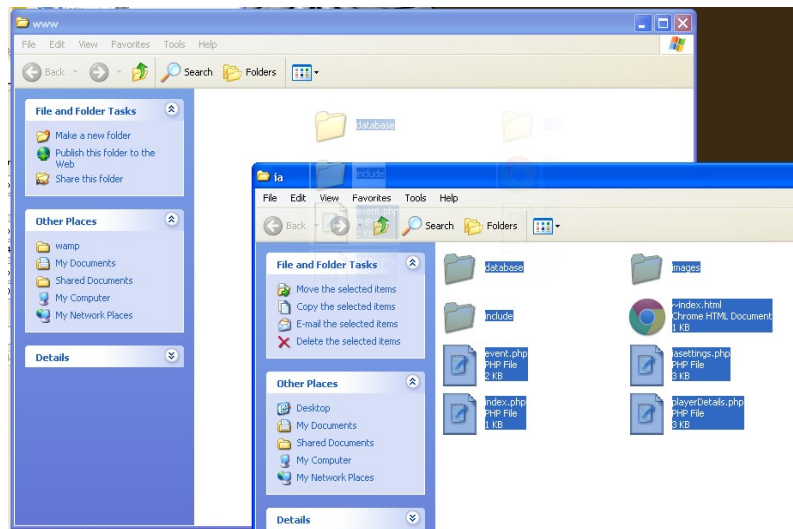 www
File Edit View Favorites Tools Help
Back Search Folders
File and Folder Tasks
Make a new folder
Publish this folder to the
Web
Share this folder
Other Places
wamp
My Documents
Shared Documents
My Computer
My Network Places
Details
database
include
event.php
PHP File
ia
File Edit View Favorites Tools Help
Back Search Folders
File and Folder Tasks
Move the selected items
Copy the selected items
E-mail the selected items
Delete the selected items
Other Places
Desktop
My Documents
Shared Documents
My Computer
My Network Places
Details
database
images
include
~index.html
Chrome HTML Document
1 KB
event.php
PHP File
2 KB
iasettings.php
PHP File
3 KB
index.php
PHP File
1 KB
playerDetails.php
PHP File
3 KB